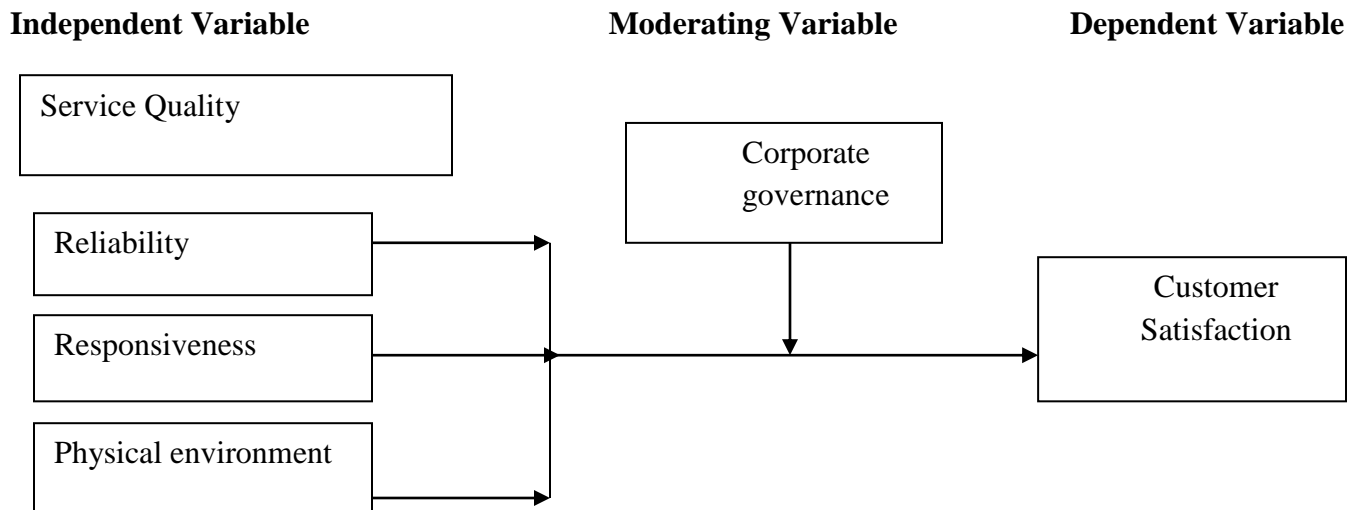 Independent Variable
Moderating Variable
Dependent Variable
Service Quality
Corporate
governance
Reliability
Responsiveness
Physical environment
Customer
Satisfaction